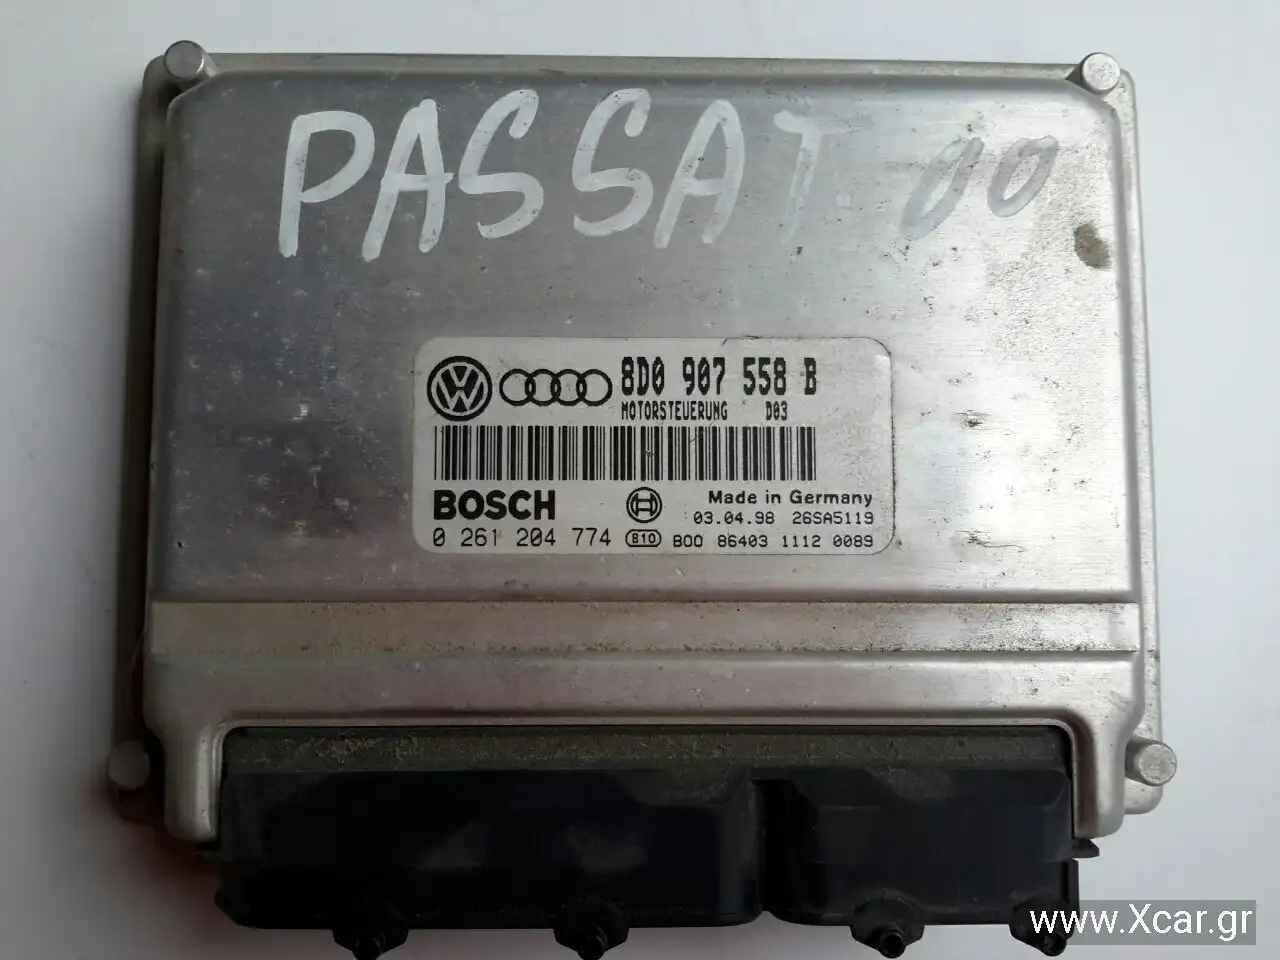 PASSAT 00
8D0 907 558 B
MOTORSTEUERUNG D03
BOSCH
Made in Germany
03.04.98 26SA5119
0 261 204 774 B10 B00 86403 1112 0089
www.Xcar.gr